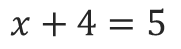 x + 4 = 5